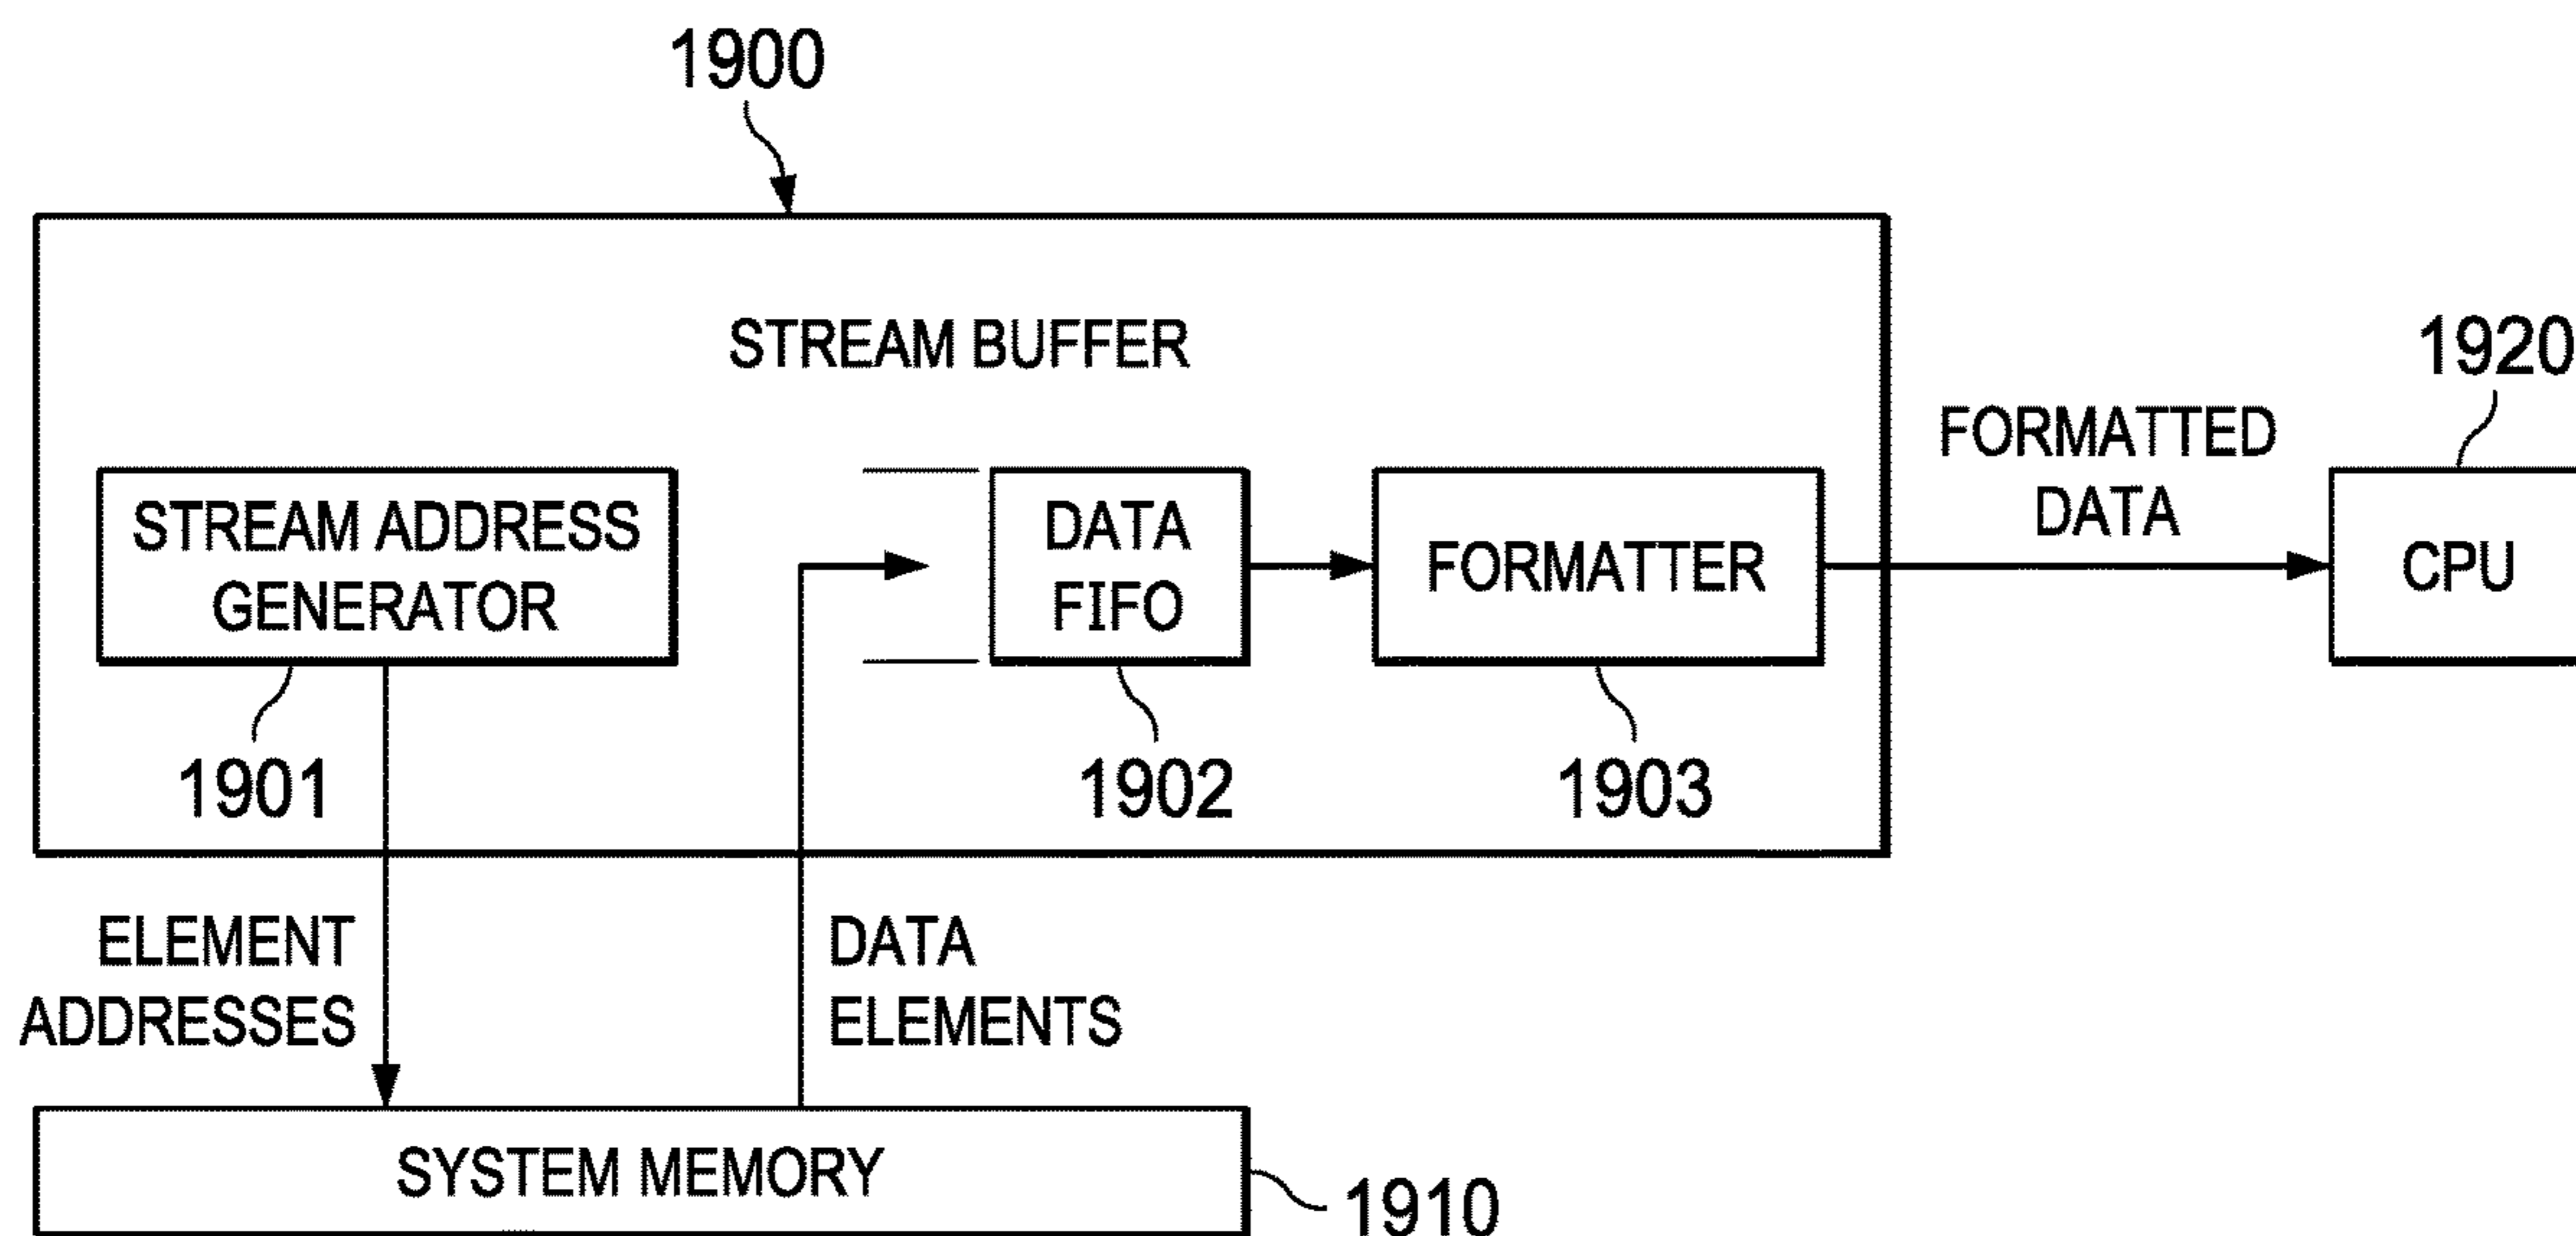 1900
STREAM BUFFER
1920
FORMATTED
DATA
STREAM ADDRESS
GENERATOR
DATA
FIFO
FORMATTER
CPU
1901
1902
1903
ELEMENT
ADDRESSES
DATA
ELEMENTS
SYSTEM MEMORY
1910